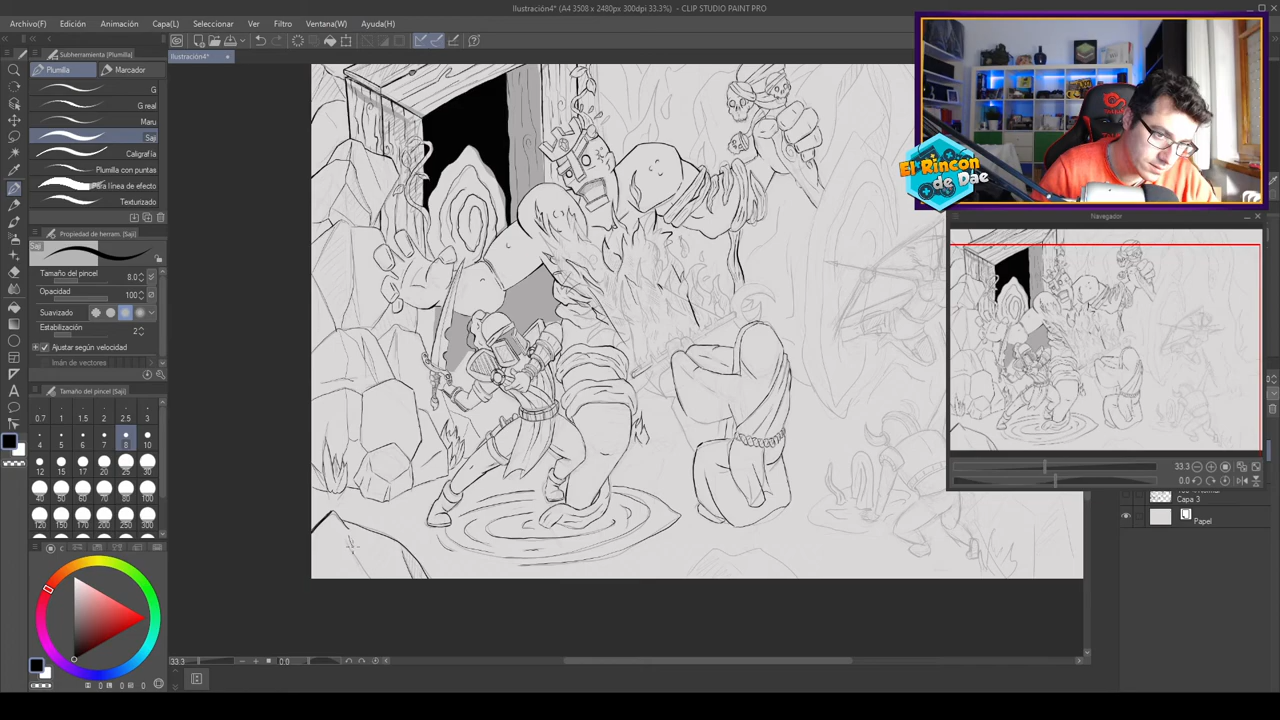 Ilustración4* (A4 3508 x 2480px 300dpi 33.3%) - CLIP STUDIO PAINT PRO
Archivo(F) Edición Animación Capa(L) Seleccionar Ver Filtro Ventana(W) Ayuda(H)
Subherramienta [Plumilla]
Ilustración4*
Plumilla Marcador
G
G real
Maru
Saji
Caligrafía
Plumilla con puntas
Para línea de efecto
Texturizado
Propiedad de herram. [Saji]
Saji
Tamaño del pincel 8.0
Opacidad 100
Suavizado
Estabilización 2
Ajustar según velocidad
Imán de vectores
Tamaño del pincel [Saji]
0.7 1 1.5 2 2.5 3
4 5 6 7 8 10
12 15 17 20 25 30
40 50 60 70 80 100
120 150 170 200 250 300
El Rincón
de Dae
Navegador
33.3
0.0
Capa 3
Papel
33.3 0.0